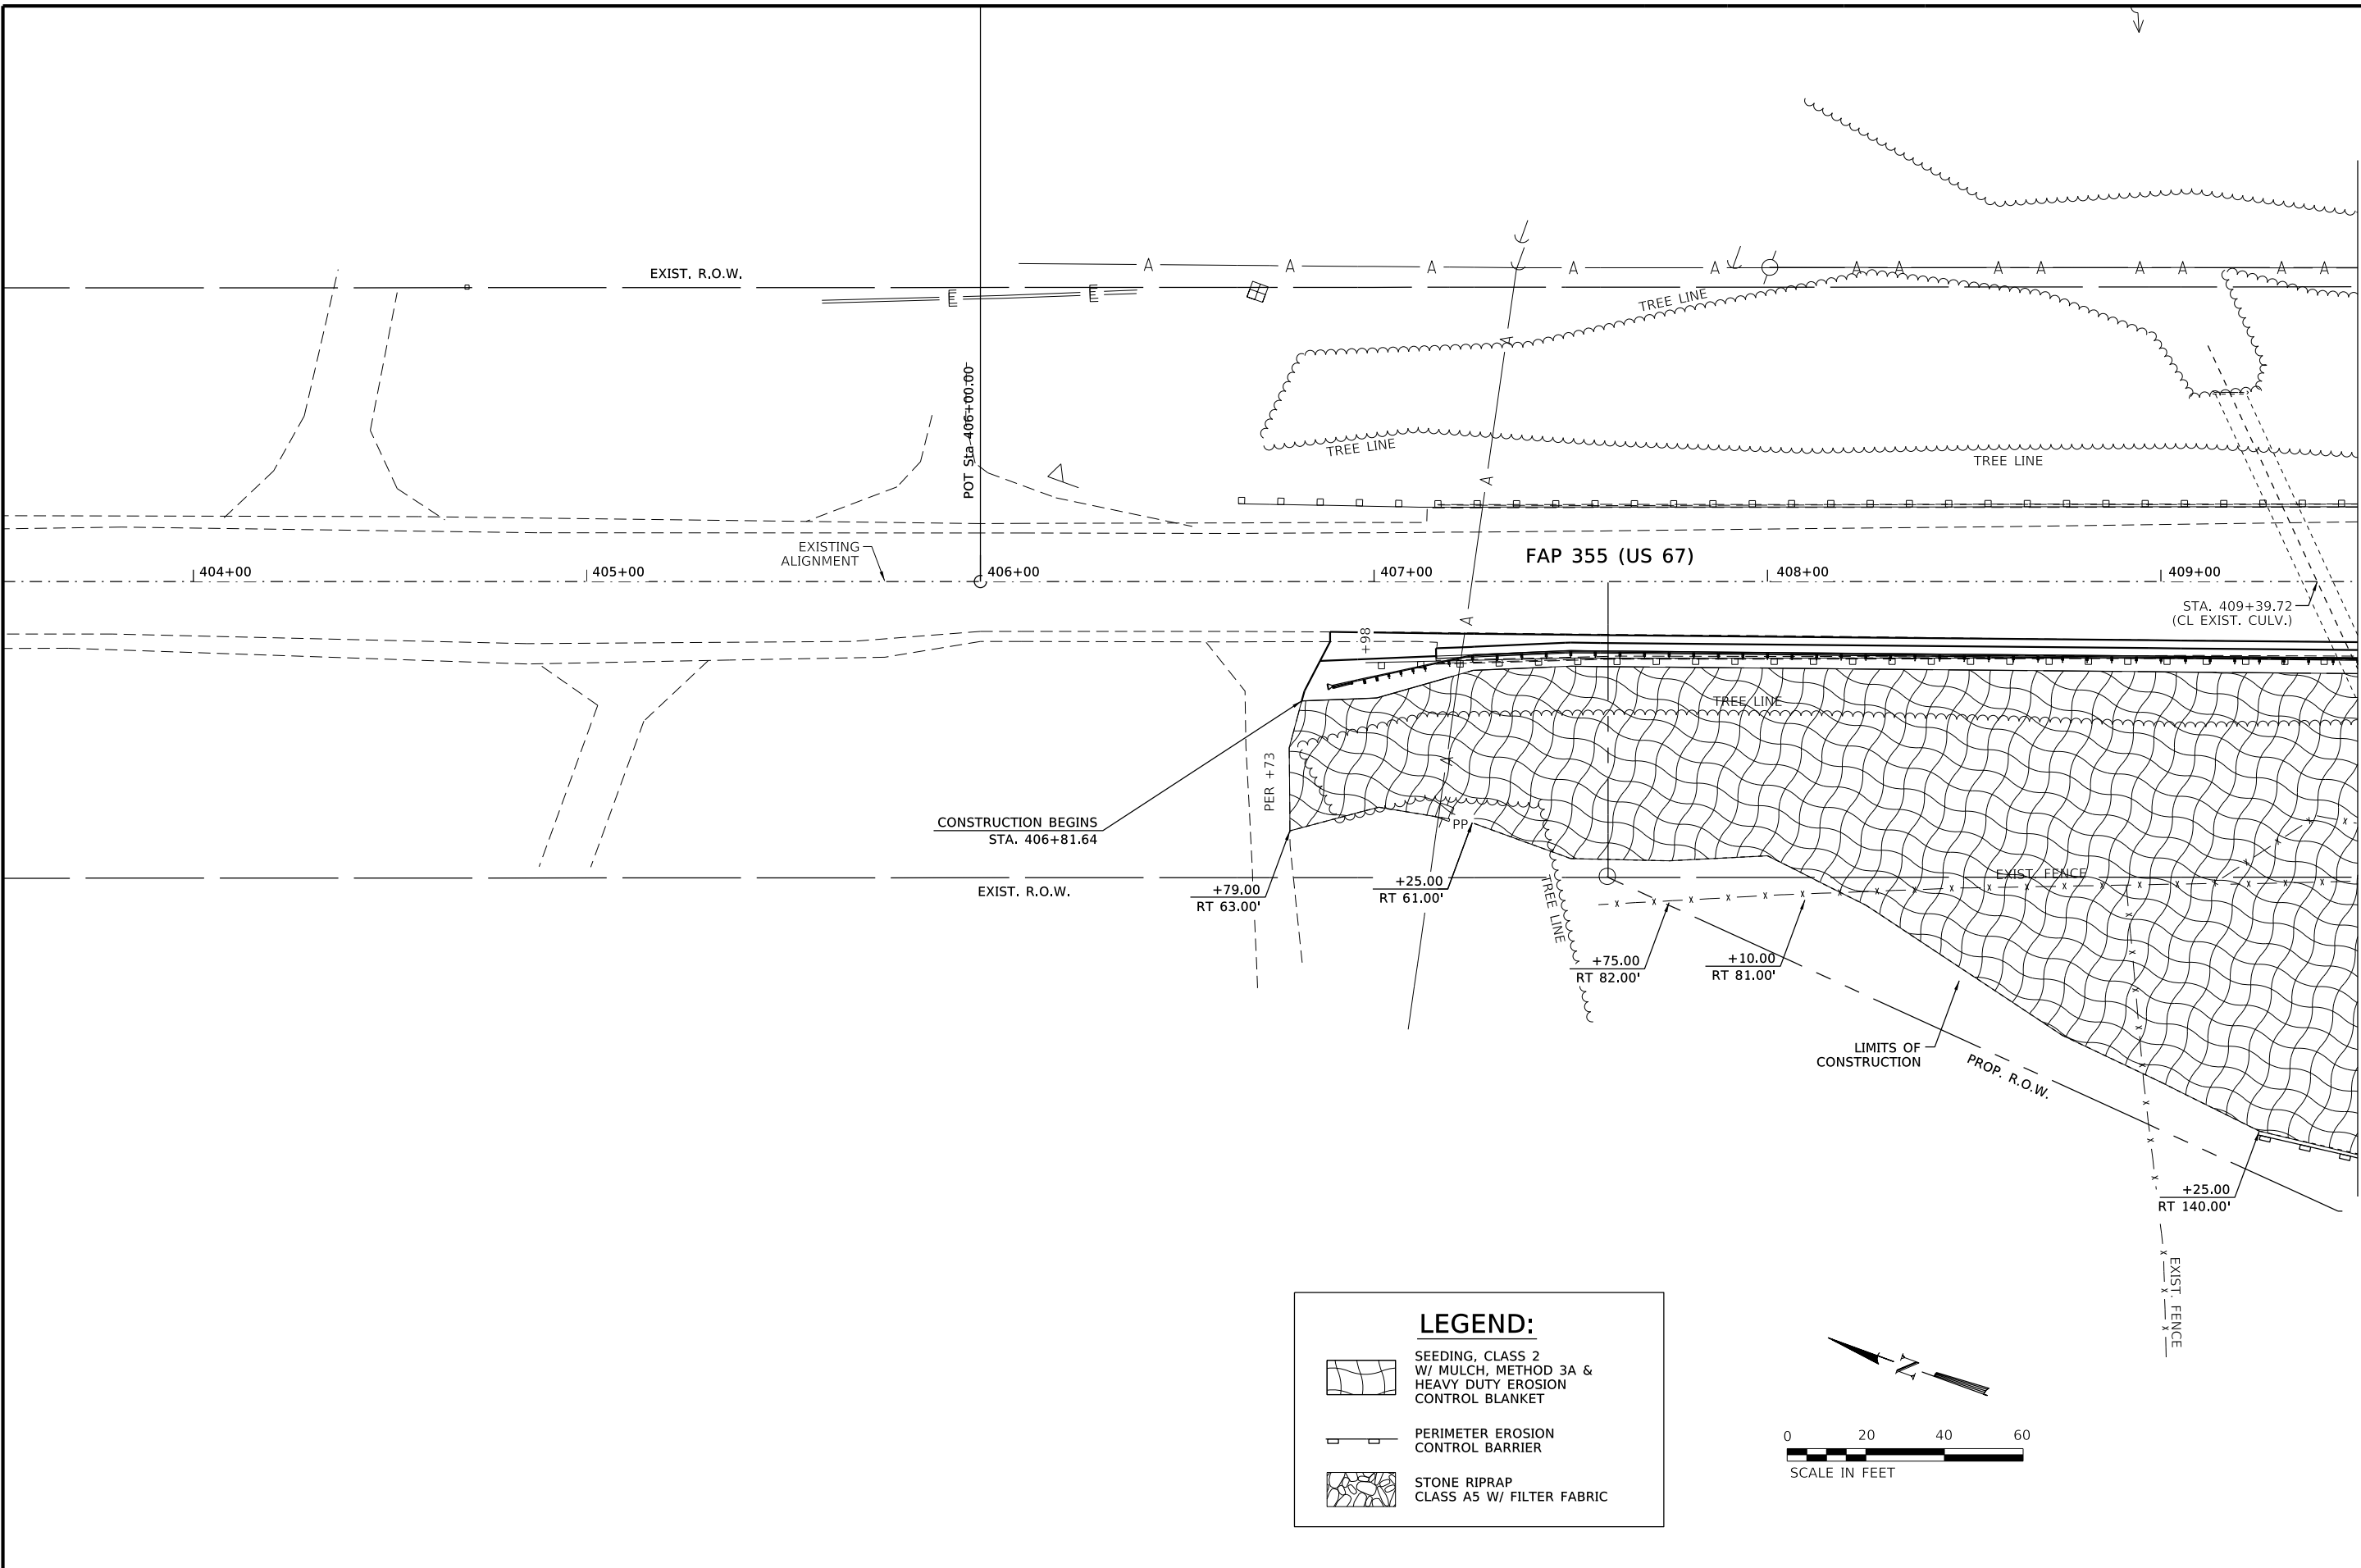 EXIST. R.O.W.
E
E
A
A
A
A
A
A
A
A
A
A
A
A
A
TREE LINE
A
POT Sta 406+00.00
TREE LINE
TREE LINE
A
EXISTING
ALIGNMENT
FAP 355 (US 67)
404+00
405+00
406+00
407+00
408+00
409+00
STA. 409+39.72
(CL EXIST. CULV.)
A
+98
TREE LINE
A
PER +73
CONSTRUCTION BEGINS
STA. 406+81.64
PP
EXIST. R.O.W.
+79.00
RT 63.00'
+25.00
RT 61.00'
TREE LINE
EXIST. FENCE
+75.00
RT 82.00'
+10.00
RT 81.00'
LIMITS OF
CONSTRUCTION
PROP. R.O.W.
+25.00
RT 140.00'
EXIST. FENCE
LEGEND:
SEEDING, CLASS 2
W/ MULCH, METHOD 3A &
HEAVY DUTY EROSION
CONTROL BLANKET
PERIMETER EROSION
CONTROL BARRIER
STONE RIPRAP
CLASS A5 W/ FILTER FABRIC
N
0 20 40 60
SCALE IN FEET